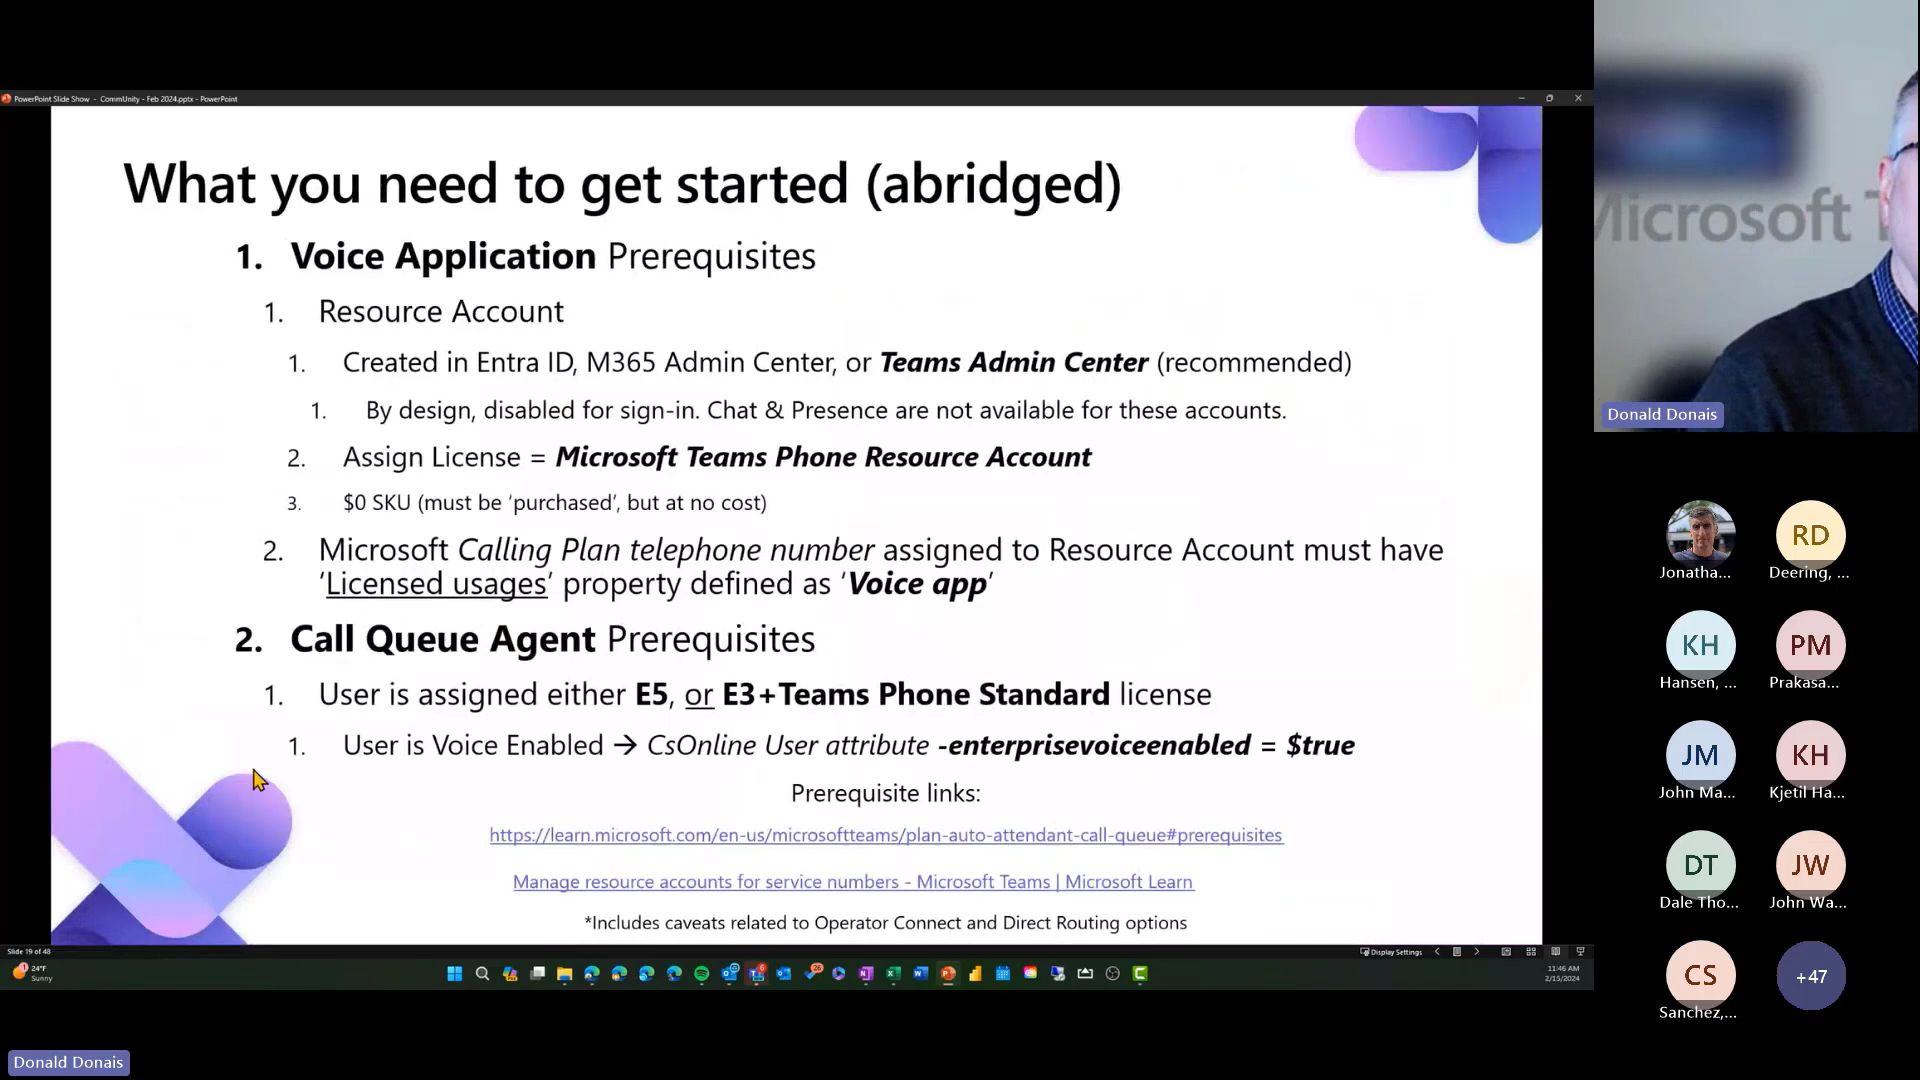 PowerPoint Slide Show - CommUnity - Feb 2024.pptx - PowerPoint
What you need to get started (abridged)
1. Voice Application Prerequisites
1. Resource Account
1. Created in Entra ID, M365 Admin Center, or Teams Admin Center (recommended)
1. By design, disabled for sign-in. Chat & Presence are not available for these accounts.
2. Assign License = Microsoft Teams Phone Resource Account
3. $0 SKU (must be ‘purchased’, but at no cost)
2. Microsoft Calling Plan telephone number assigned to Resource Account must have
‘Licensed usages’ property defined as ‘Voice app’
2. Call Queue Agent Prerequisites
1. User is assigned either E5, or E3+Teams Phone Standard license
1. User is Voice Enabled → CsOnline User attribute -enterprisevoiceenabled = $true
Prerequisite links:
https://learn.microsoft.com/en-us/microsoftteams/plan-auto-attendant-call-queue#prerequisites
Manage resource accounts for service numbers - Microsoft Teams | Microsoft Learn
*Includes caveats related to Operator Connect and Direct Routing options
Slide 19 of 48
Display Settings
24°F
Sunny
11:46 AM
2/15/2024
Microsoft T
Donald Donais
Jonatha...
RD
Deering, ...
KH
Hansen, ...
PM
Prakasa...
JM
John Ma...
KH
Kjetil Ha...
DT
Dale Tho...
JW
John Wa...
CS
Sanchez,...
+47
Donald Donais